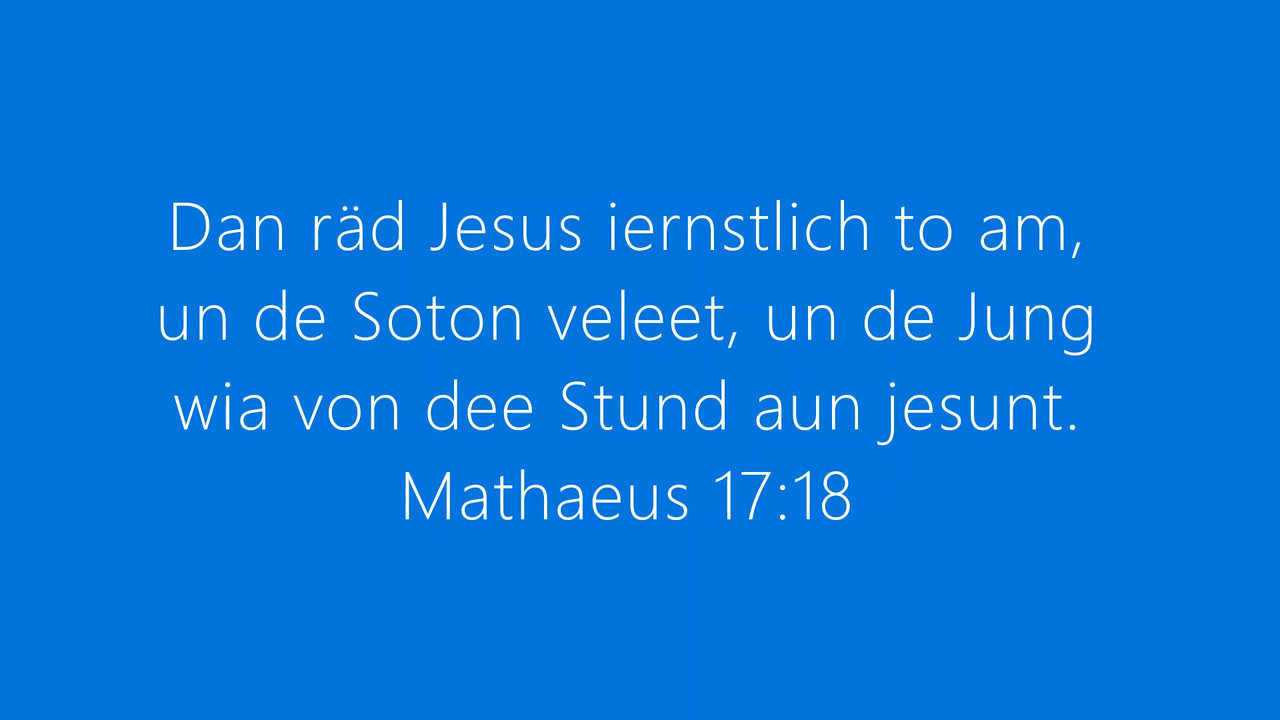 Dan räd Jesus iernstlich to am,
un de Soton veleet, un de Jung
wia von dee Stund aun jesunt.
Mathaeus 17:18